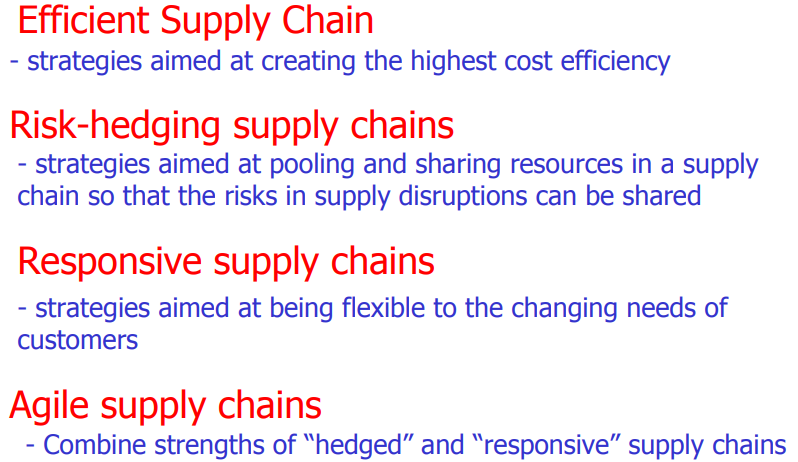 Efficient Supply Chain
- strategies aimed at creating the highest cost efficiency
Risk-hedging supply chains
- strategies aimed at pooling and sharing resources in a supply
chain so that the risks in supply disruptions can be shared
Responsive supply chains
- strategies aimed at being flexible to the changing needs of
customers
Agile supply chains
- Combine strengths of “hedged” and “responsive” supply chains